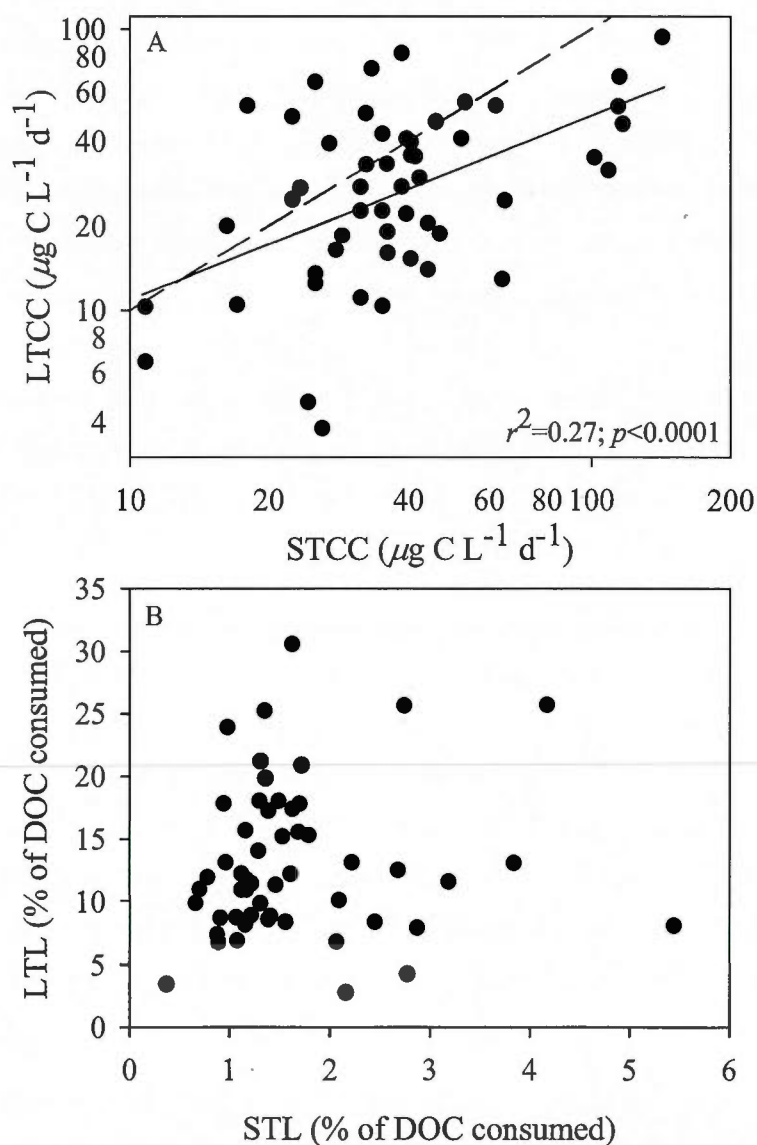 A
100
80
60
40
20
10
8
6
4
LTCC (µg C L⁻¹ d⁻¹)
r²=0.27; p<0.0001
10 20 40 60 80 100 200
STCC (µg C L⁻¹ d⁻¹)
B
35
30
25
20
15
10
5
0
LTL (% of DOC consumed)
0 1 2 3 4 5 6
STL (% of DOC consumed)